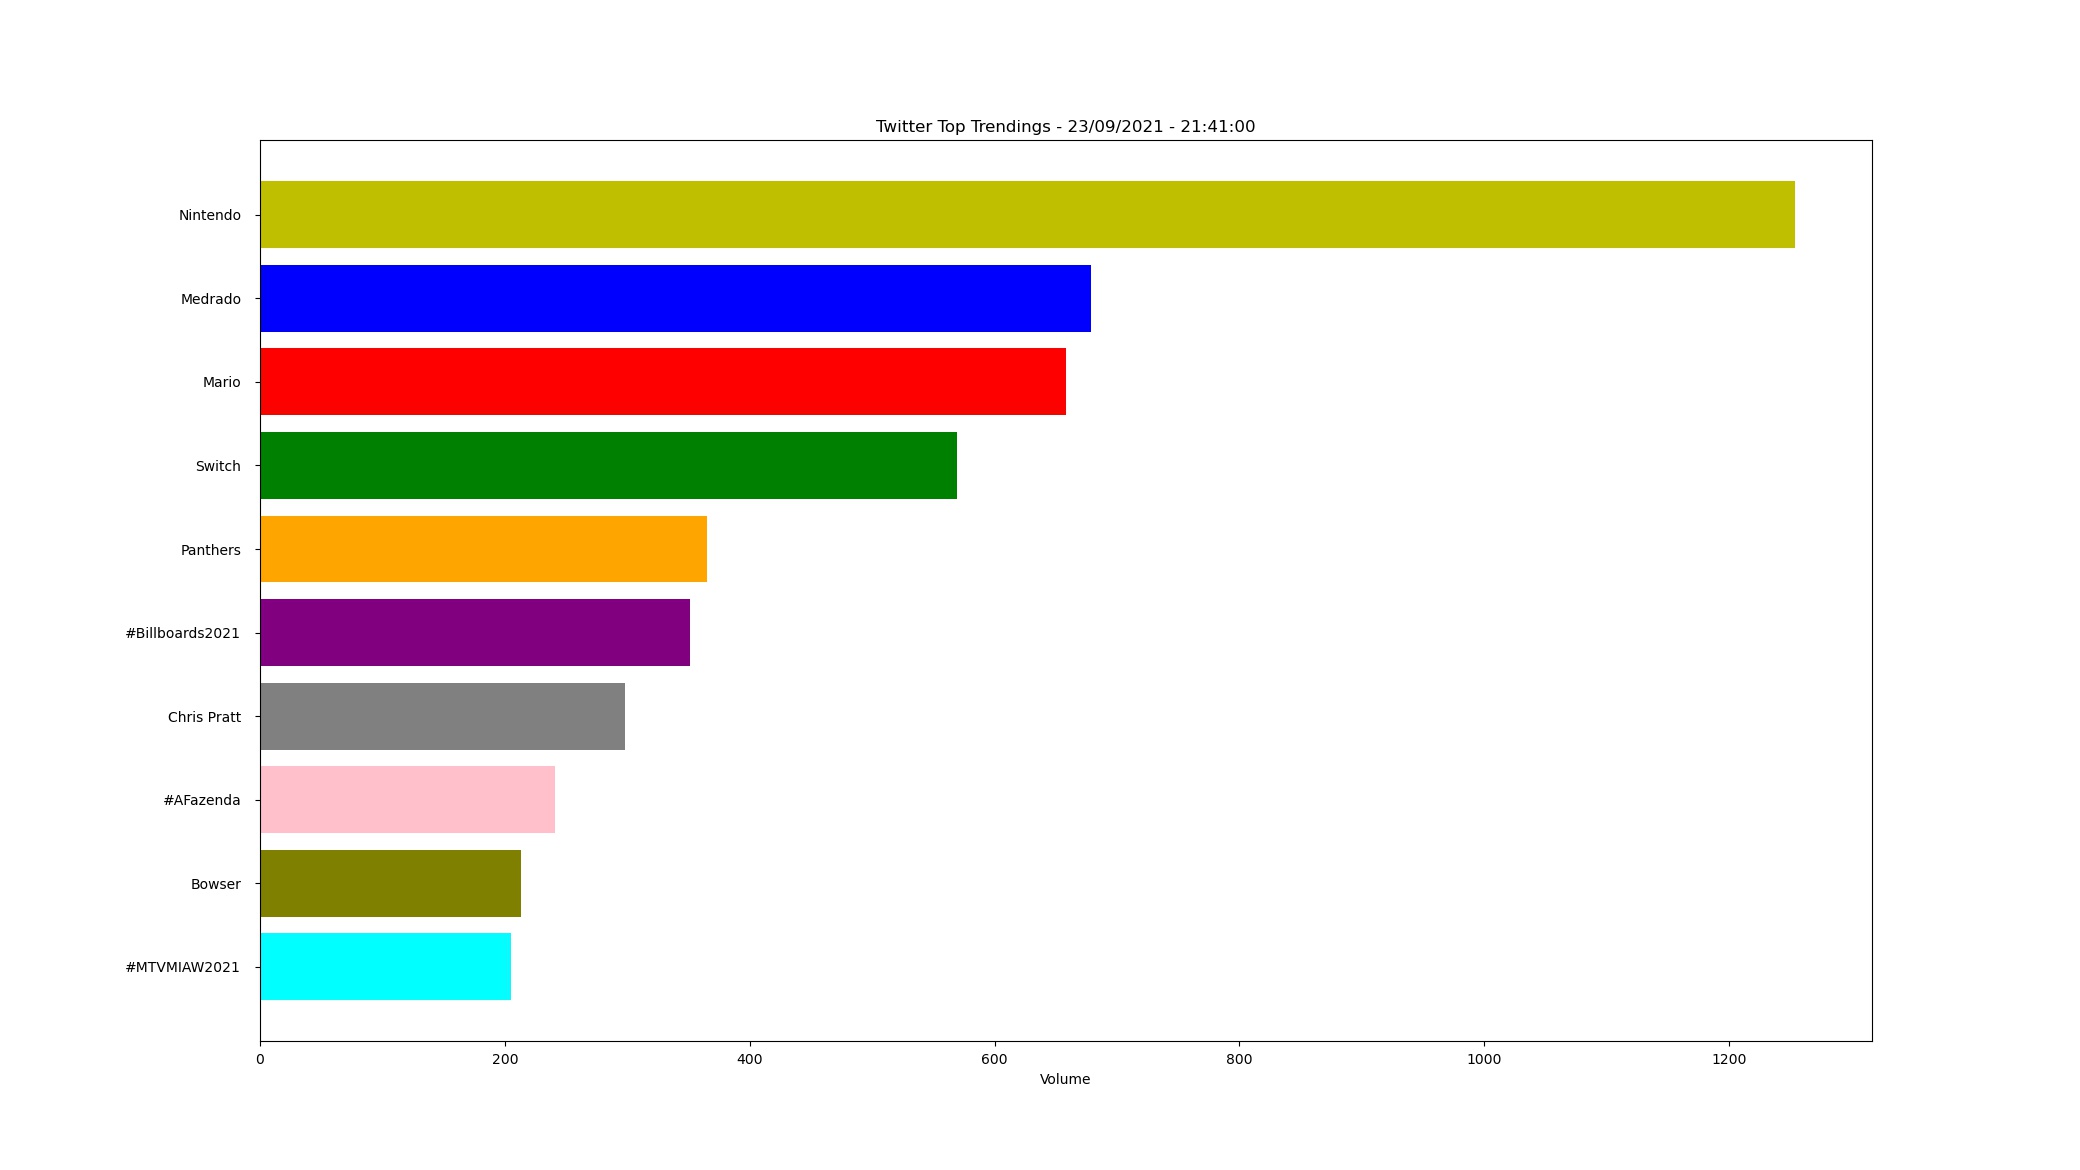 Twitter Top Trendings - 23/09/2021 - 21:41:00
Nintendo
Medrado
Mario
Switch
Panthers
#Billboards2021
Chris Pratt
#AFazenda
Bowser
#MTVMIAW2021
0 200 400 600 800 1000 1200
Volume